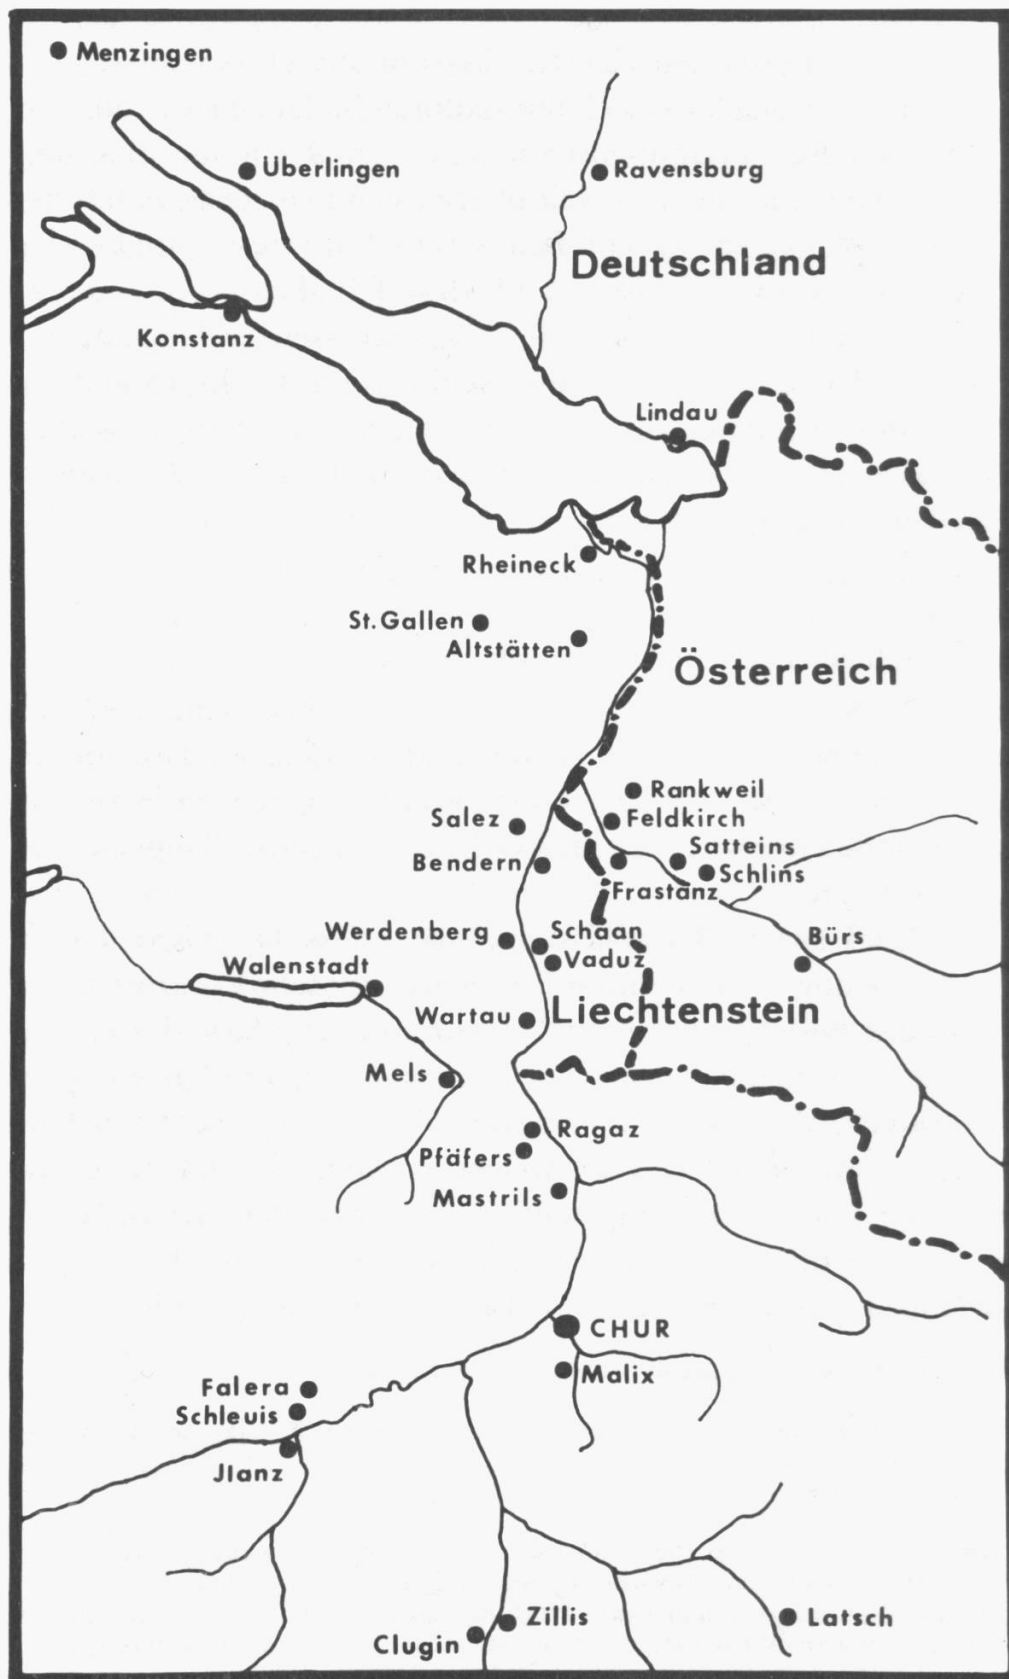 Menzingen
Überlingen
Ravensburg
Deutschland
Konstanz
Lindau
Rheineck
St.Gallen
Altstätten
Österreich
Rankweil
Salez
Feldkirch
Satteins
Bendern
Schlins
Frastanz
Werdenberg
Schaan
Bürs
Vaduz
Walenstadt
Liechtenstein
Wartau
Mels
Ragaz
Pfäfers
Mastrils
CHUR
Malix
Falera
Schleuis
Jlanz
Zillis
Latsch
Clugin